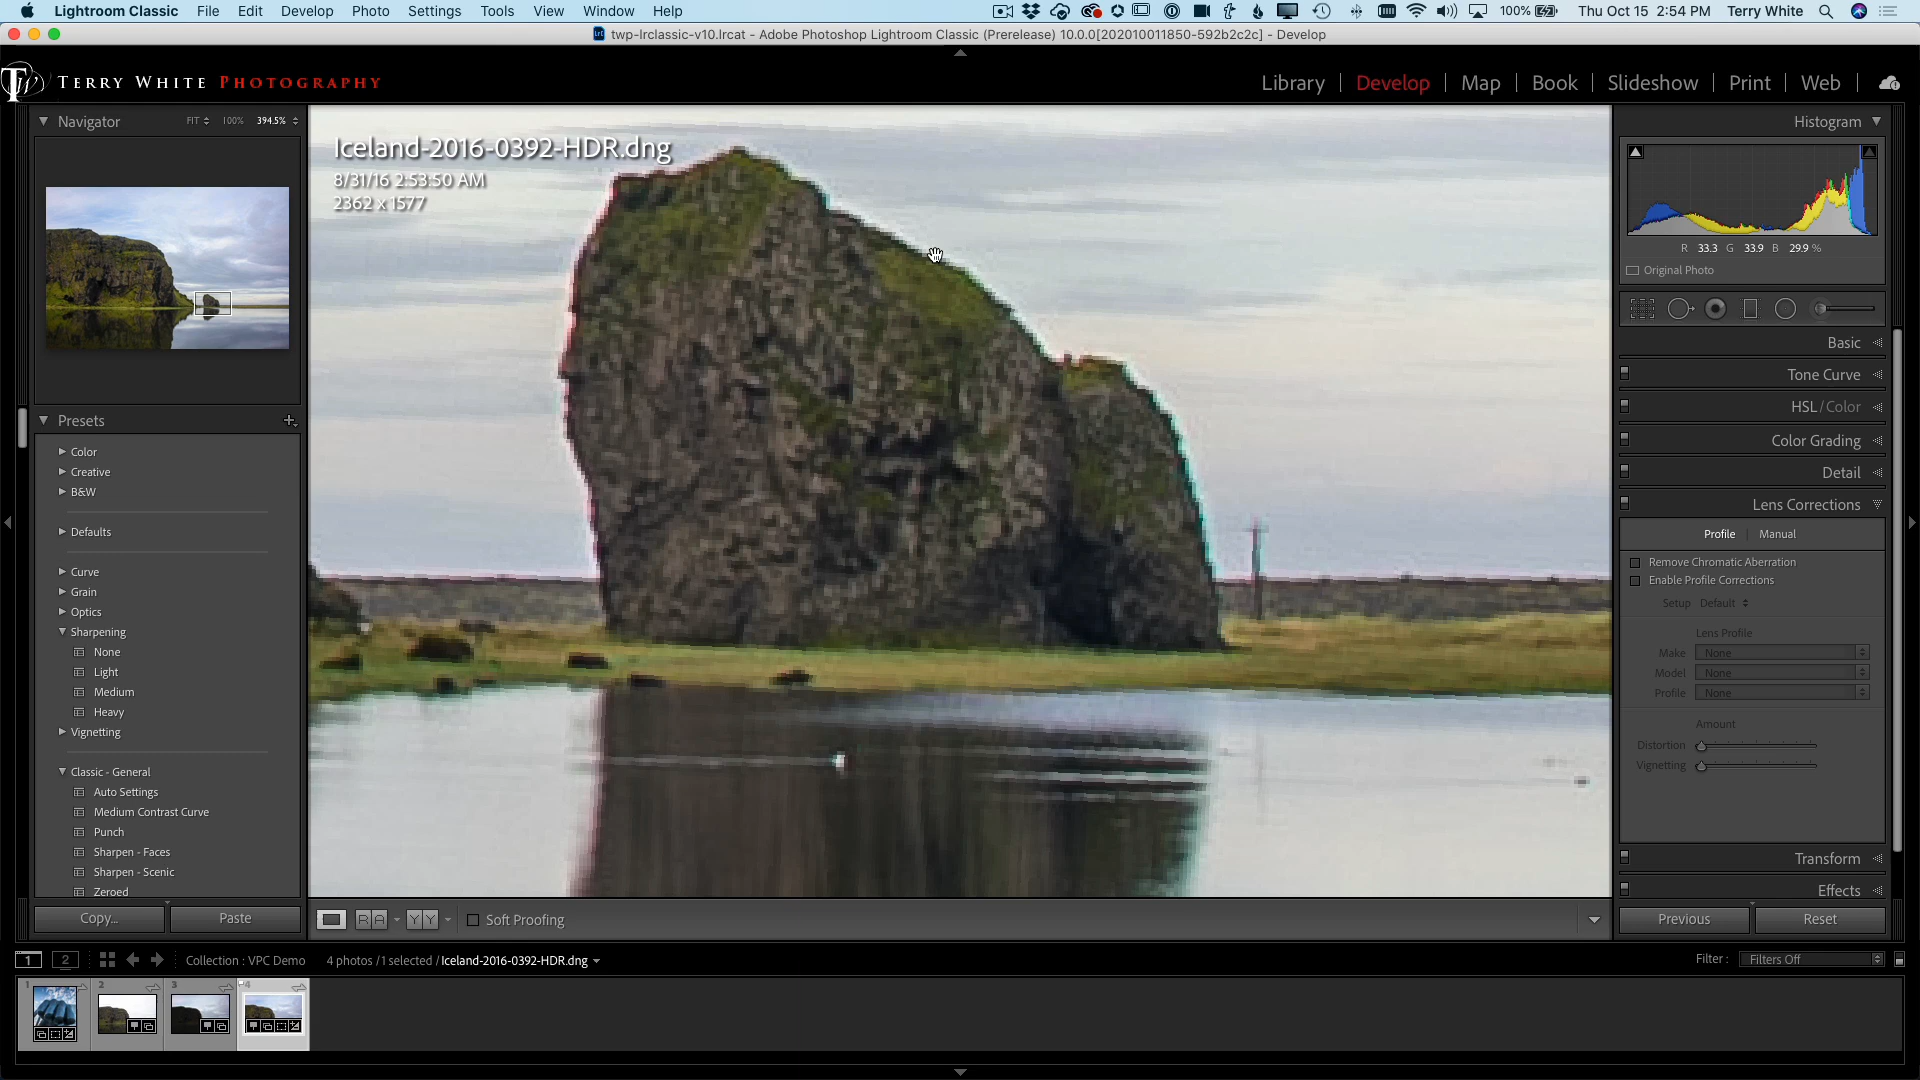 Lightroom Classic File Edit Develop Photo Settings Tools View Window Help 100% Thu Oct 15 2:54 PM Terry White
twp-lrclassic-v10.lrcat - Adobe Photoshop Lightroom Classic (Prerelease) 10.0.0[202010011850-592b2c2c] - Develop
TW TERRY WHITE PHOTOGRAPHY
Library | Develop | Map | Book | Slideshow | Print | Web
Navigator FIT 100% 394.5%
Presets
Color
Creative
B&W
Defaults
Curve
Grain
Optics
Sharpening
None
Light
Medium
Heavy
Vignetting
Classic - General
Auto Settings
Medium Contrast Curve
Punch
Sharpen - Faces
Sharpen - Scenic
Zeroed
Copy... Paste
Iceland-2016-0392-HDR.dng
8/31/16 2:53:50 AM
2362 x 1577
R A Y Y Soft Proofing
Histogram
R 33.3 G 33.9 B 29.9 %
Original Photo
Basic
Tone Curve
HSL / Color
Color Grading
Detail
Lens Corrections
Profile | Manual
Remove Chromatic Aberration
Enable Profile Corrections
Setup Default
Lens Profile
Make None
Model None
Profile None
Amount
Distortion
Vignetting
Transform
Effects
Previous Reset
1 2 Collection : VPC Demo 4 photos / 1 selected / Iceland-2016-0392-HDR.dng Filter : Filters Off
1 2 3 4